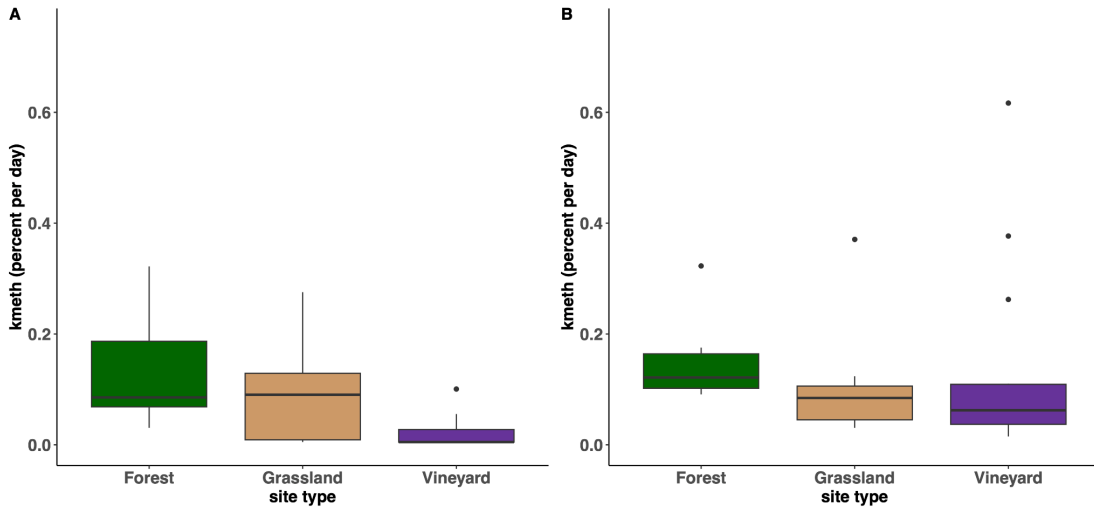 A
kmeth (percent per day)
0.6
0.4
0.2
0.0
Forest Grassland Vineyard
site type
B
kmeth (percent per day)
0.6
0.4
0.2
0.0
Forest Grassland Vineyard
site type